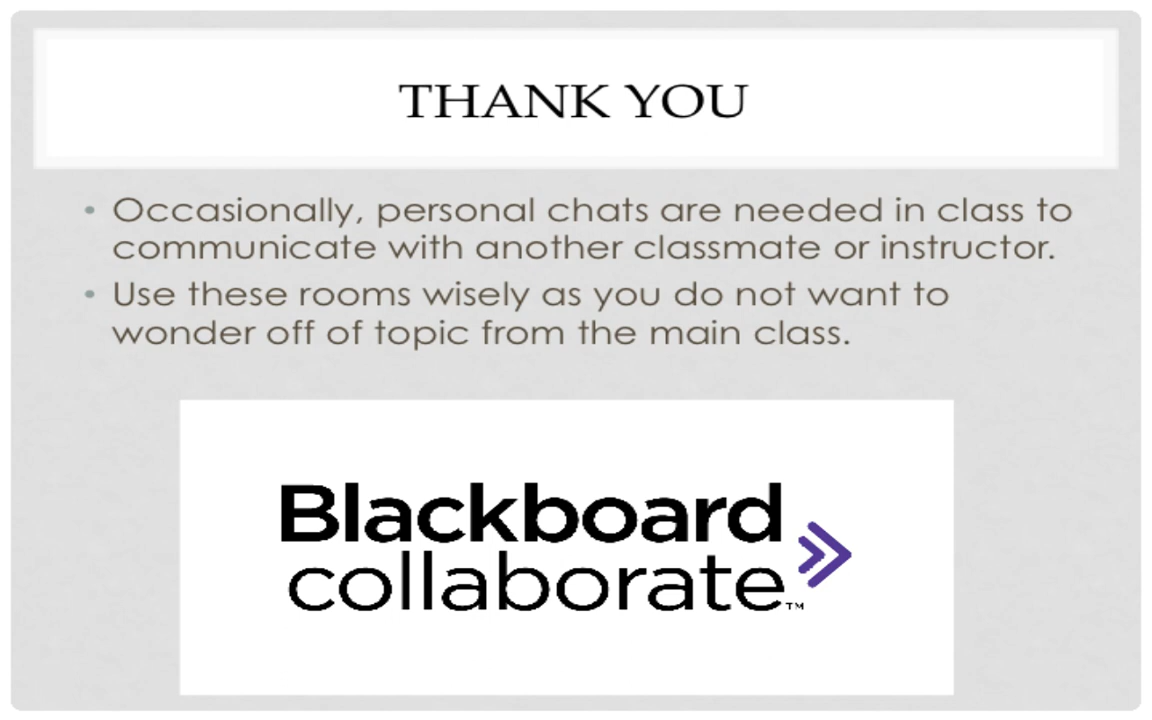 THANK YOU
• Occasionally, personal chats are needed in class to
communicate with another classmate or instructor.
• Use these rooms wisely as you do not want to
wonder off of topic from the main class.
Blackboard
collaborate™